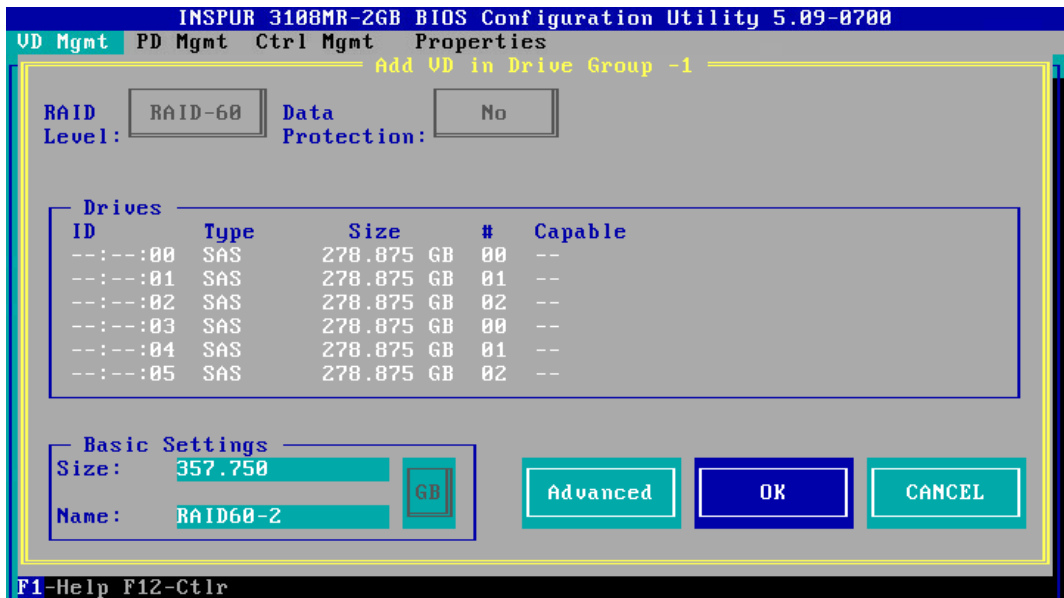 INSPUR 3108MR-2GB BIOS Configuration Utility 5.09-0700
VD Mgmt PD Mgmt Ctrl Mgmt Properties
Add VD in Drive Group -1
RAID Level: RAID-60 Data Protection: No
Drives
ID Type Size # Capable
--:--:00 SAS 278.875 GB 00 --
--:--:01 SAS 278.875 GB 01 --
--:--:02 SAS 278.875 GB 02 --
--:--:03 SAS 278.875 GB 00 --
--:--:04 SAS 278.875 GB 01 --
--:--:05 SAS 278.875 GB 02 --
Basic Settings
Size: 357.750 GB
Name: RAID60-2
Advanced OK CANCEL
F1-Help F12-Ctlr